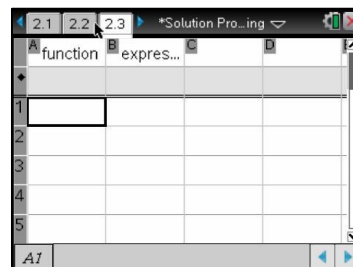 2.1 2.2 2.3 *Solution Pro...ing
A function B expres... C D E
1
2
3
4
5
A1